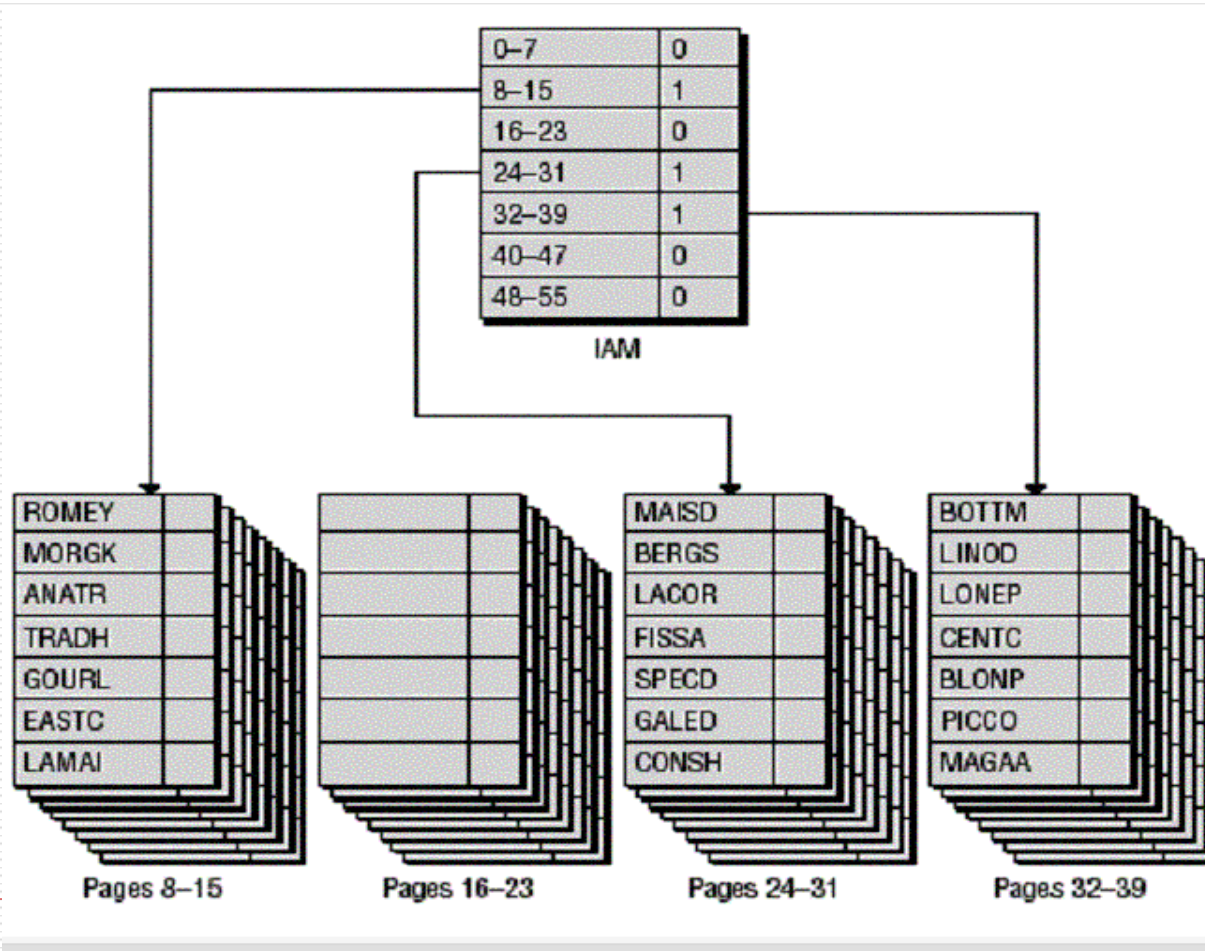 0–7 0
8–15 1
16–23 0
24–31 1
32–39 1
40–47 0
48–55 0
IAM
ROMEY
MORGK
ANATR
TRADH
GOURL
EASTC
LAMAI
Pages 8–15
Pages 16–23
MAISD
BERGS
LACOR
FISSA
SPECD
GALED
CONSH
Pages 24–31
BOTTM
LINOD
LONEP
CENTC
BLONP
PICCO
MAGAA
Pages 32–39